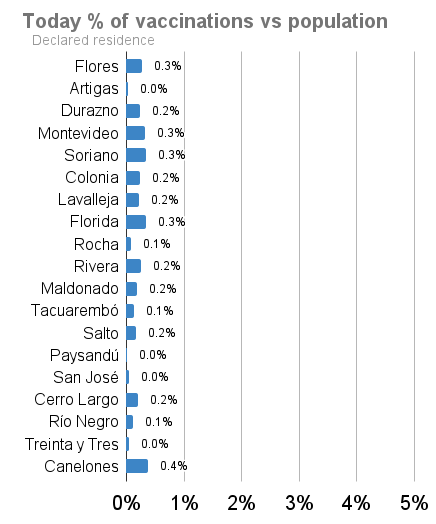 Today % of vaccinations vs population
Declared residence
Flores 0.3%
Artigas 0.0%
Durazno 0.2%
Montevideo 0.3%
Soriano 0.3%
Colonia 0.2%
Lavalleja 0.2%
Florida 0.3%
Rocha 0.1%
Rivera 0.2%
Maldonado 0.2%
Tacuarembó 0.1%
Salto 0.2%
Paysandú 0.0%
San José 0.0%
Cerro Largo 0.2%
Río Negro 0.1%
Treinta y Tres 0.0%
Canelones 0.4%
0% 1% 2% 3% 4% 5%